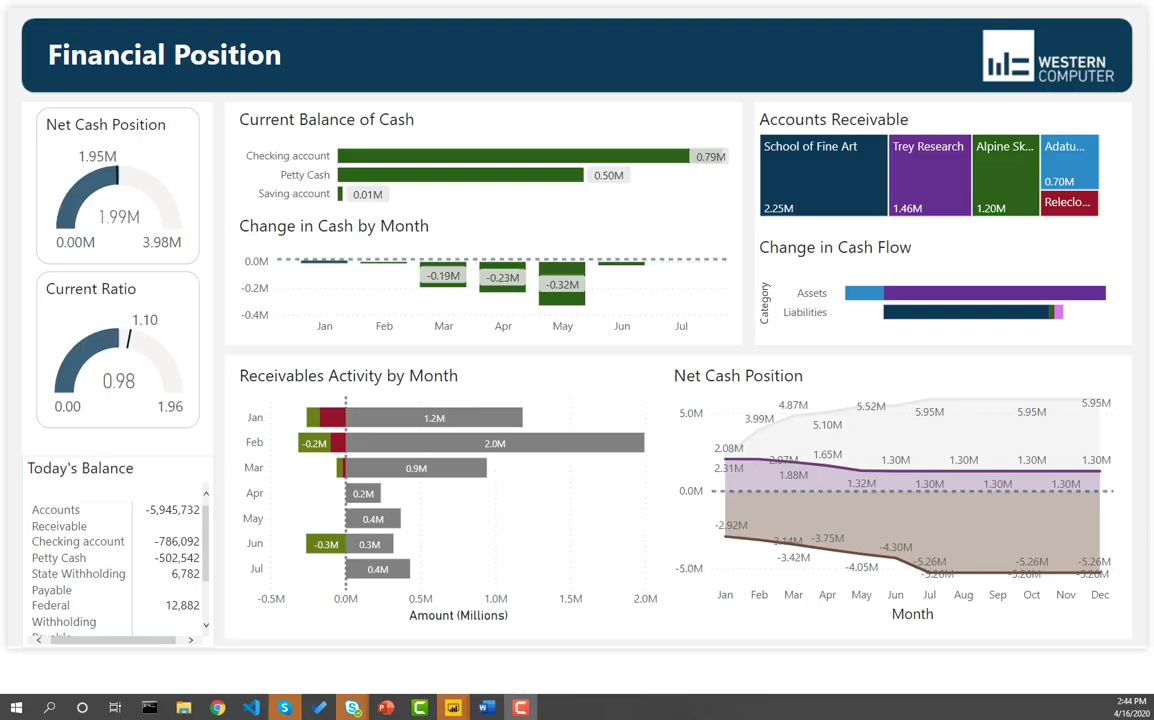 Financial Position
WESTERN
COMPUTER
Net Cash Position
1.95M
1.99M
0.00M 3.98M
Current Ratio
1.10
0.98
0.00 1.96
Today's Balance
Accounts Receivable -5,945,732
Checking account -786,092
Petty Cash -502,542
State Withholding Payable 6,782
Federal Withholding 12,882
Current Balance of Cash
Checking account 0.79M
Petty Cash 0.50M
Saving account 0.01M
Change in Cash by Month
0.0M
-0.2M
-0.4M
-0.19M -0.23M -0.32M
Jan Feb Mar Apr May Jun Jul
Accounts Receivable
School of Fine Art Trey Research Alpine Sk... Adatu...
0.70M
Releclo...
2.25M 1.46M 1.20M
Change in Cash Flow
Category
Assets
Liabilities
Receivables Activity by Month
Jan 1.2M
Feb -0.2M 2.0M
Mar 0.9M
Apr 0.2M
May 0.4M
Jun -0.3M 0.3M
Jul 0.4M
-0.5M 0.0M 0.5M 1.0M 1.5M 2.0M
Amount (Millions)
Net Cash Position
5.0M
0.0M
-5.0M
3.99M 4.87M 5.10M 5.52M 5.95M 5.95M 5.95M
2.08M 2.07M 1.65M 1.30M 1.30M 1.30M 1.30M
2.31M 1.88M 1.32M 1.30M 1.30M 1.30M
-2.92M -3.14M -3.75M -4.30M -5.26M -5.26M -5.26M
-3.42M -4.05M -5.26M -5.26M -5.26M
Jan Feb Mar Apr May Jun Jul Aug Sep Oct Nov Dec
Month
2:44 PM
4/16/2020